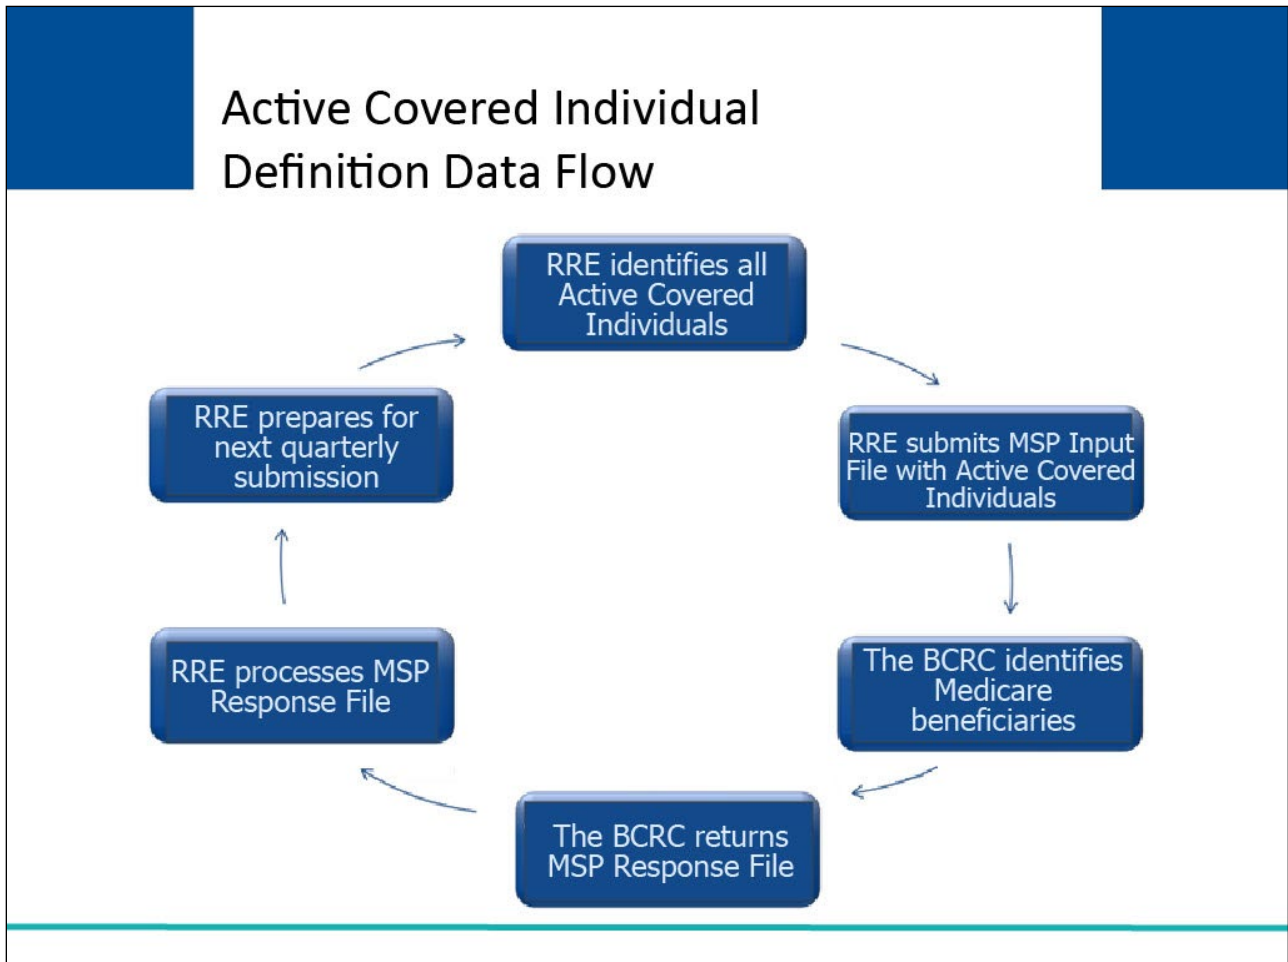 Active Covered Individual
Definition Data Flow
RRE identifies all
Active Covered
Individuals
RRE submits MSP Input
File with Active Covered
Individuals
The BCRC identifies
Medicare
beneficiaries
The BCRC returns
MSP Response File
RRE processes MSP
Response File
RRE prepares for
next quarterly
submission